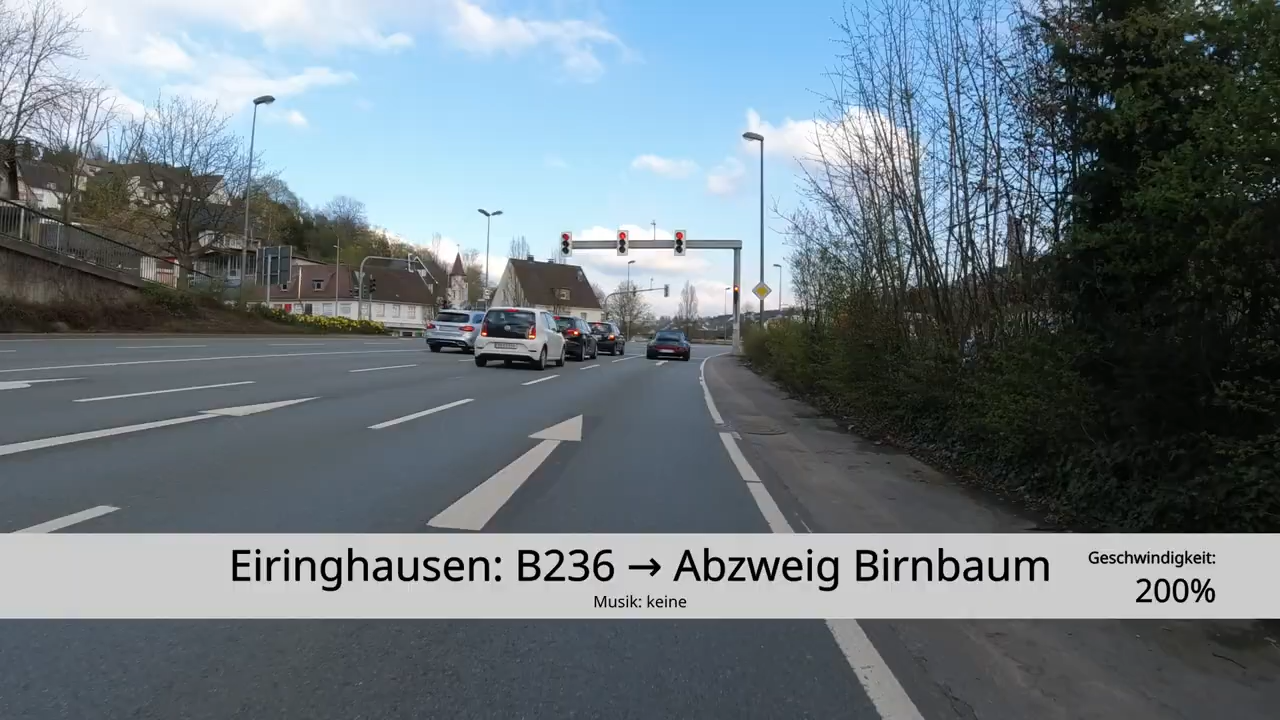 Eiringhausen: B236 → Abzweig Birnbaum
Musik: keine
Geschwindigkeit:
200%